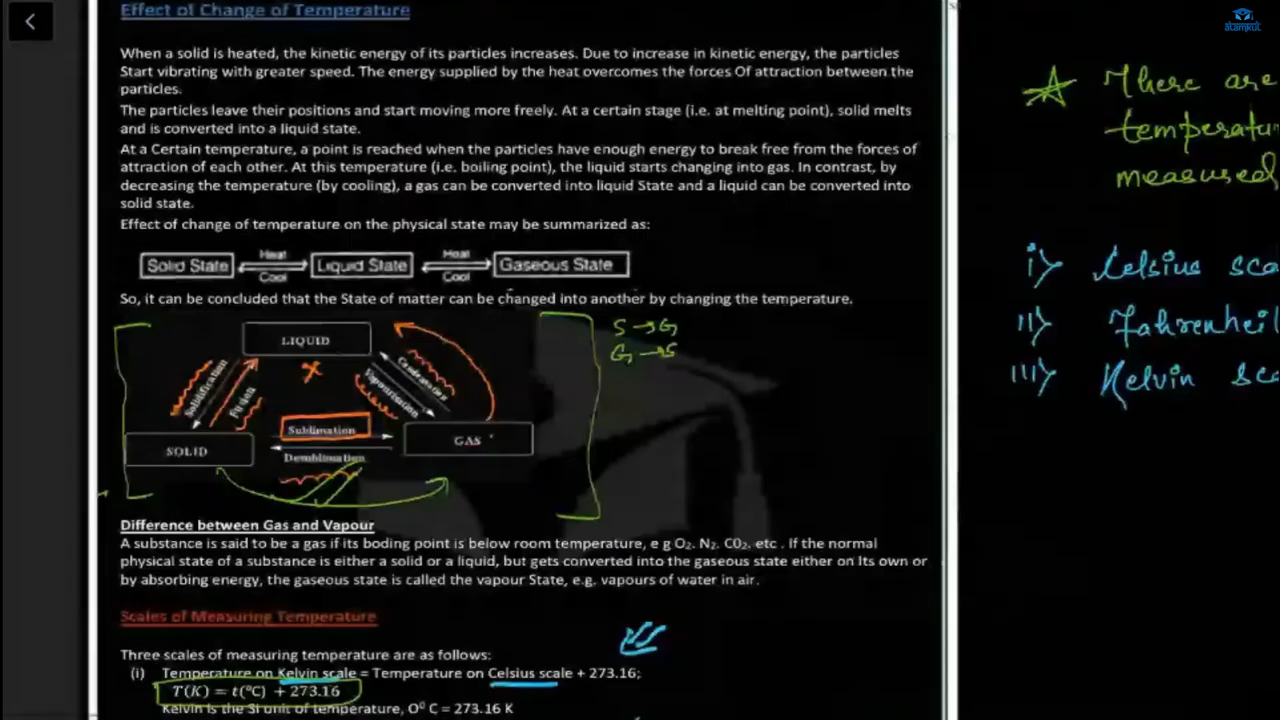 Effect of Change of Temperature
atamkul
When a solid is heated, the kinetic energy of its particles increases. Due to increase in kinetic energy, the particles
Start vibrating with greater speed. The energy supplied by the heat overcomes the forces Of attraction between the
particles.
The particles leave their positions and start moving more freely. At a certain stage (i.e. at melting point), solid melts
and is converted into a liquid state.
At a Certain temperature, a point is reached when the particles have enough energy to break free from the forces of
attraction of each other. At this temperature (i.e. boiling point), the liquid starts changing into gas. In contrast, by
decreasing the temperature (by cooling), a gas can be converted into liquid State and a liquid can be converted into
solid state.
Effect of change of temperature on the physical state may be summarized as:
Solid State Heat Cool Liquid State Heat Cool Gaseous State
So, it can be concluded that the State of matter can be changed into another by changing the temperature.
S → G
G → S
LIQUID
Solidification
Fusion
Vapourisation
Sublimation
SOLID
GAS
Difference between Gas and Vapour
A substance is said to be a gas if its boding point is below room temperature, e g O₂. N₂. C0₂. etc . If the normal
physical state of a substance is either a solid or a liquid, but gets converted into the gaseous state either on Its own or
by absorbing energy, the gaseous state is called the vapour State, e.g. vapours of water in air.
Scales of Measuring Temperature
Three scales of measuring temperature are as follows:
(i) Temperature on Kelvin scale = Temperature on Celsius scale + 273.16;
T(K) = t(°C) + 273.16
Kelvin is the SI unit of temperature, O⁰ C = 273.16 K
There are
temperatu
measured
i> Celsius sca
ii> Fahrenheit
iii> Kelvin sca